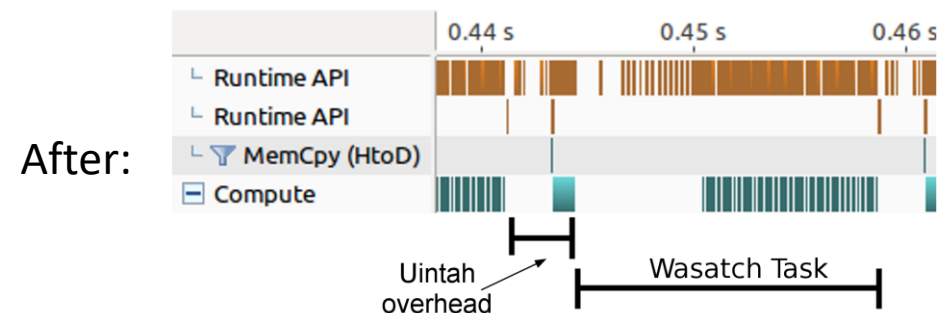 0.44 s 0.45 s 0.46 s
Runtime API
Runtime API
After: MemCpy (HtoD)
Compute
Uintah
overhead
Wasatch Task